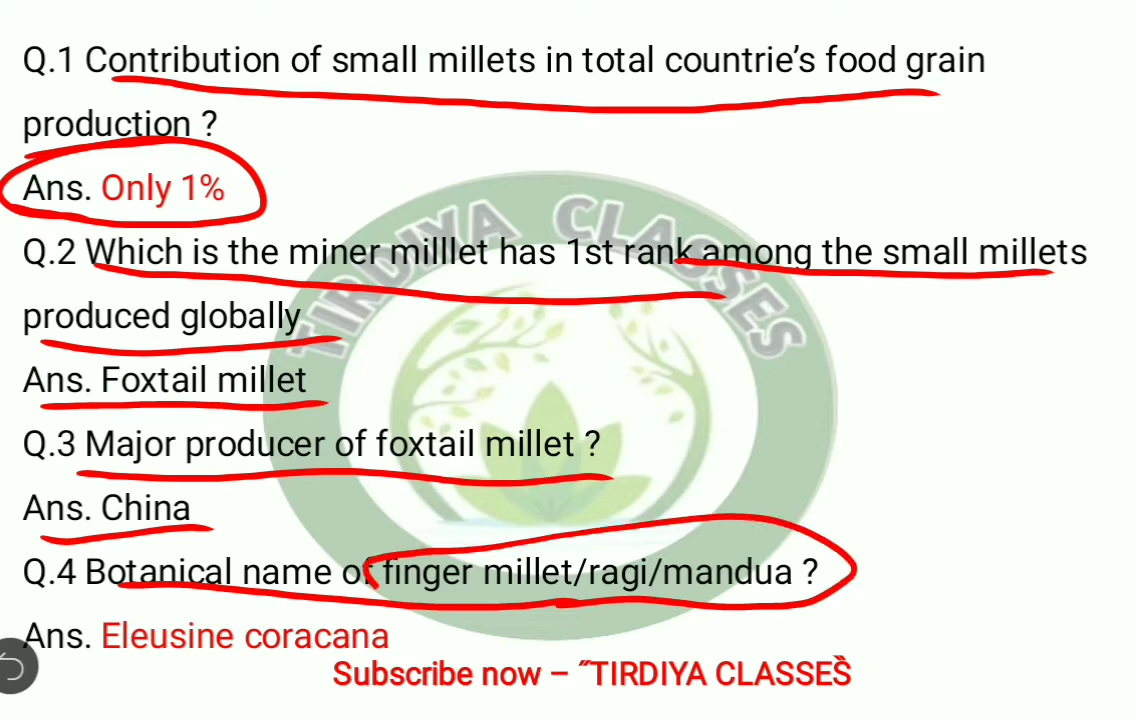 Q.1 Contribution of small millets in total countrie's food grain
production ?
Ans. Only 1%
TIRDIYA CLASSES
Q.2 Which is the miner milllet has 1st rank among the small millets
produced globally
Ans. Foxtail millet
Q.3 Major producer of foxtail millet ?
Ans. China
Q.4 Botanical name of finger millet/ragi/mandua ?
Ans. Eleusine coracana
Subscribe now – ˝TIRDIYA CLASSES̏